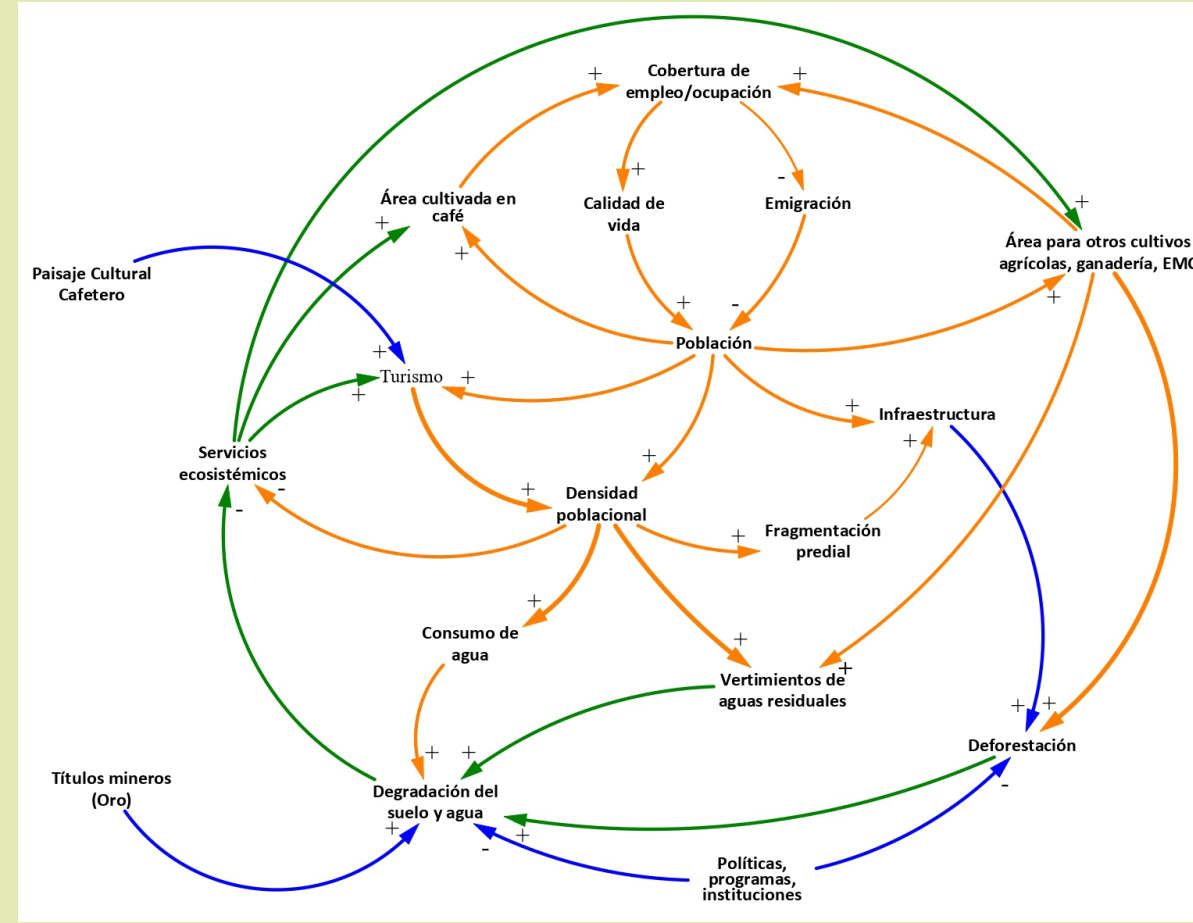 Cobertura de
empleo/ocupación
+
+
+
-
Área cultivada en
café
+
+
Calidad de
vida
Emigración
+
Área para otros cultivos
agrícolas, ganadería, EMC
+
Paisaje Cultural
Cafetero
+
-
Población
+
Turismo
+
+
+
Infraestructura
+
Servicios
ecosistémicos
-
-
+
+
Densidad
poblacional
+
Fragmentación
predial
+
Consumo de
agua
+
+
Vertimientos de
aguas residuales
+
+
Deforestación
-
+
+
Títulos mineros
(Oro)
Degradación del
suelo y agua
+
+
-
Políticas,
programas,
instituciones